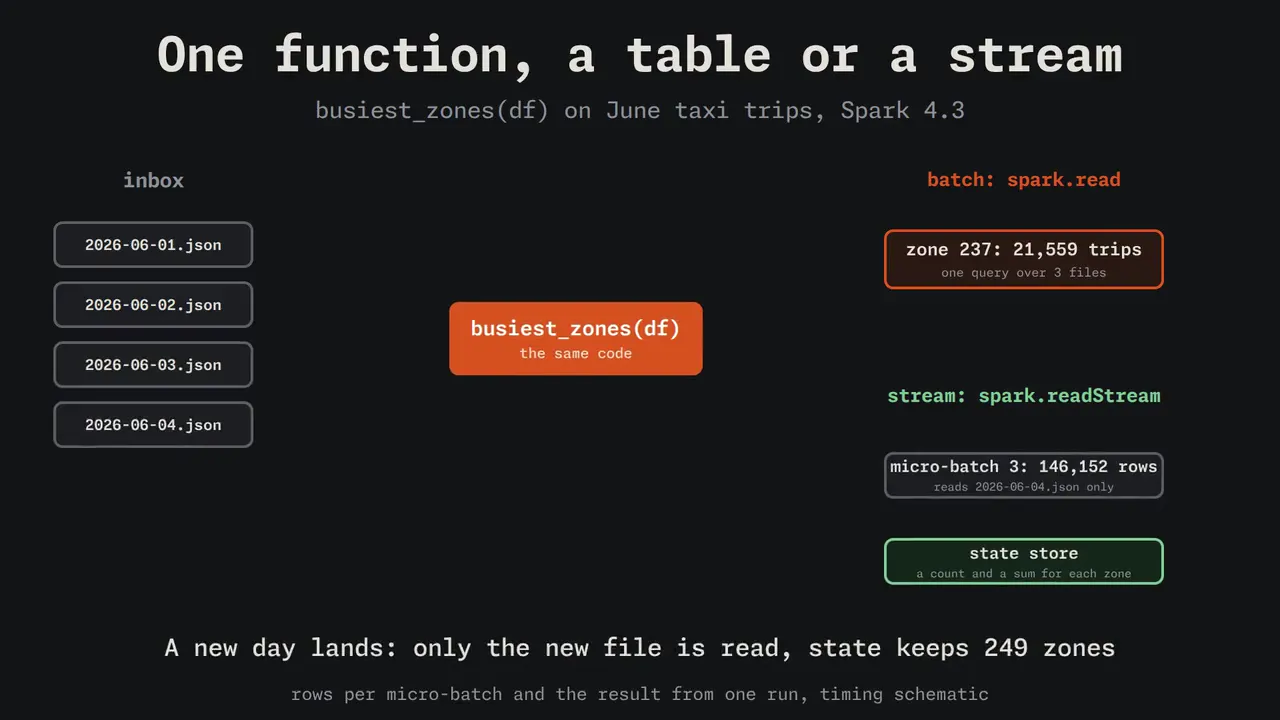 One function, a table or a stream
busiest_zones(df) on June taxi trips, Spark 4.3
inbox
2026-06-01.json
2026-06-02.json
2026-06-03.json
2026-06-04.json
busiest_zones(df)
the same code
batch: spark.read
zone 237: 21,559 trips
one query over 3 files
stream: spark.readStream
micro-batch 3: 146,152 rows
reads 2026-06-04.json only
state store
a count and a sum for each zone
A new day lands: only the new file is read, state keeps 249 zones
rows per micro-batch and the result from one run, timing schematic